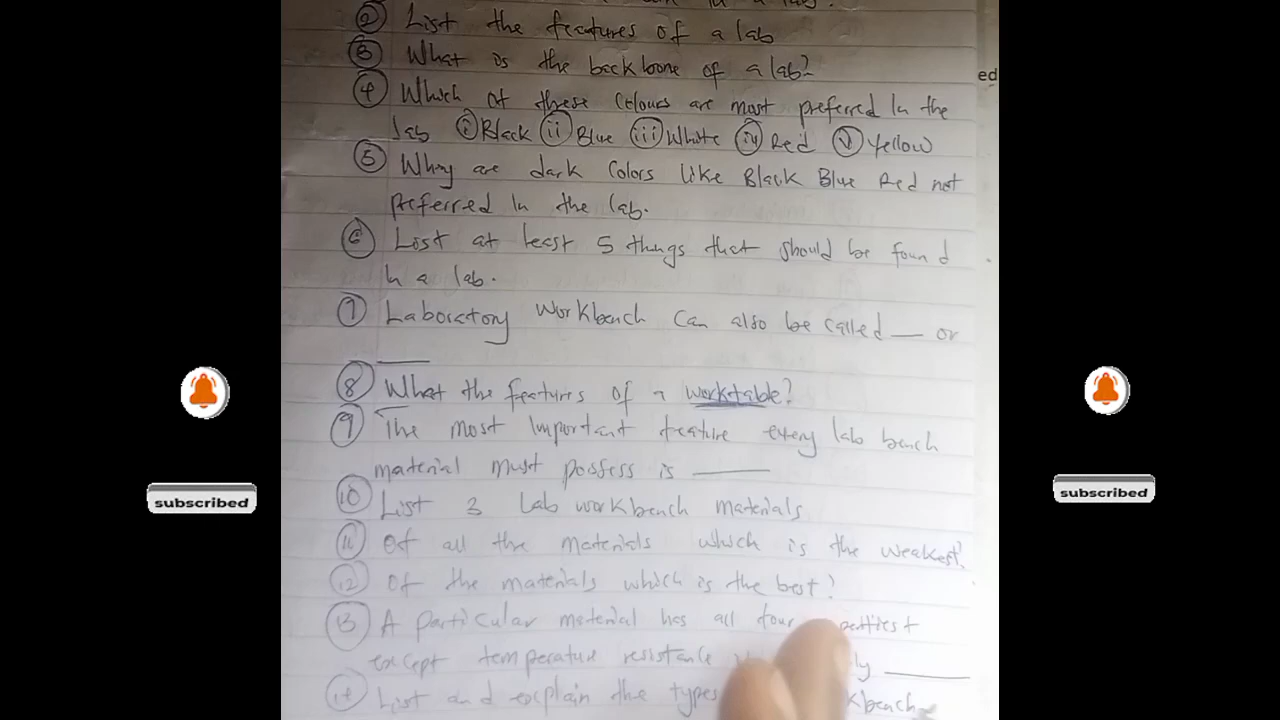 ② List the features of a lab
③ What is the backbone of a lab?
ed
④ Which of these colours are most preferred in the
lab ⓘ Black ⓘⓘ Blue ⓘⓘⓘ White ⓘⓥ Red ⓥ Yellow
⑤ Why are dark colors like Black Blue Red not
preferred in the lab.
⑥ List at least 5 things that should be found
in a lab.
⑦ Laboratory workbench can also be called __ or
__
⑧ What the features of a worktable?
⑨ The most important feature every lab bench
material must possess is ___
⑩ List 3 Lab workbench materials
⑪ Of all the materials which is the weakest?
⑫ Of the materials which is the best?
⑬ A particular material has all four
except temperature resistance ___
⑭ List and explain the types
subscribed
subscribed